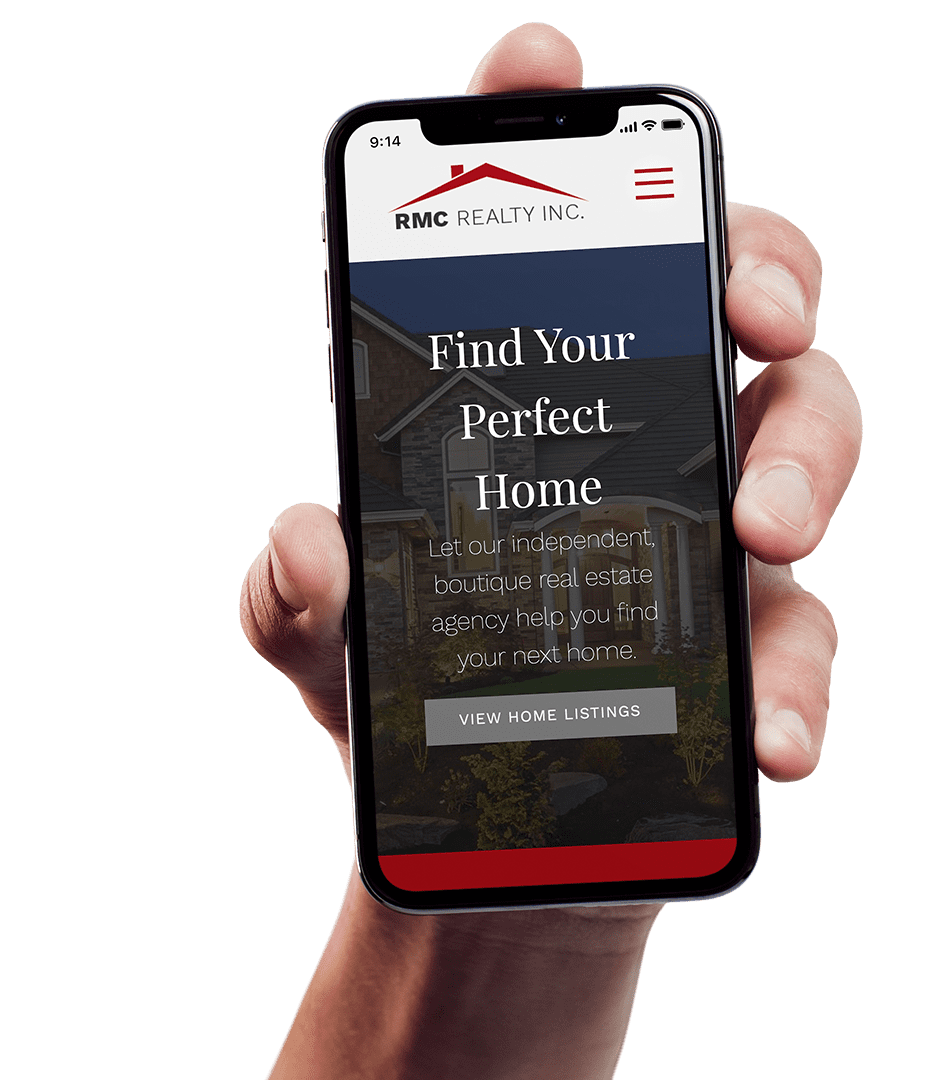 9:14
RMC REALTY INC.
Find Your
Perfect
Home
Let our independent,
boutique real estate
agency help you find
your next home.
VIEW HOME LISTINGS